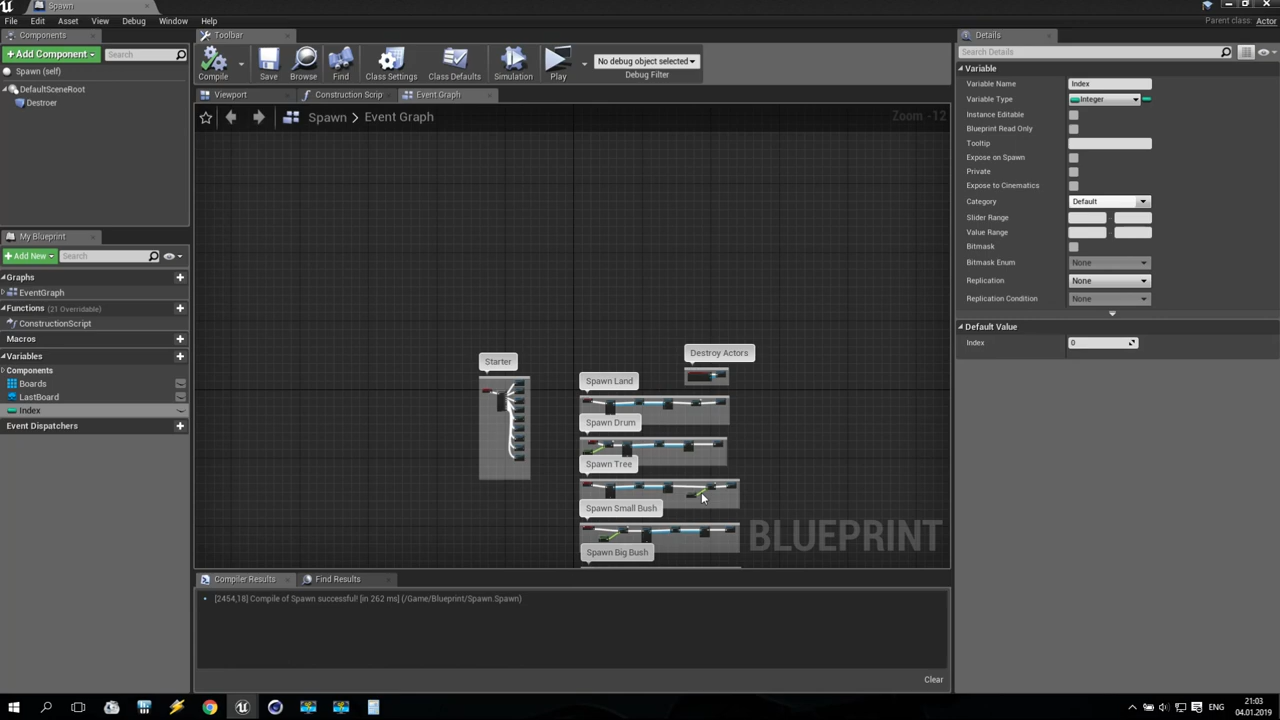 Spawn
File Edit Asset View Debug Window Help
Parent class: Actor
Components
Toolbar
Details
+ Add Component
Search
Compile
Save
Browse
Find
Class Settings
Class Defaults
Simulation
Play
No debug object selected
Debug Filter
Search Details
Spawn (self)
DefaultSceneRoot
Destroer
Viewport
Construction Scrip
Event Graph
Spawn > Event Graph
Zoom -12
Variable
Variable Name
Index
Variable Type
Integer
Instance Editable
Blueprint Read Only
Tooltip
Expose on Spawn
Private
Expose to Cinematics
Category
Default
Slider Range
Value Range
Bitmask
Bitmask Enum
None
Replication
None
Replication Condition
None
Default Value
Index
0
My Blueprint
+ Add New
Search
Graphs
EventGraph
Functions (21 Overridable)
ConstructionScript
Macros
Variables
Components
Boards
LastBoard
Index
Event Dispatchers
Starter
Destroy Actors
Spawn Land
Spawn Drum
Spawn Tree
Spawn Small Bush
Spawn Big Bush
BLUEPRINT
Compiler Results
Find Results
[2454,18] Compile of Spawn successful! [in 262 ms] (/Game/Blueprint/Spawn.Spawn)
Clear
ENG
21:03
04.01.2019